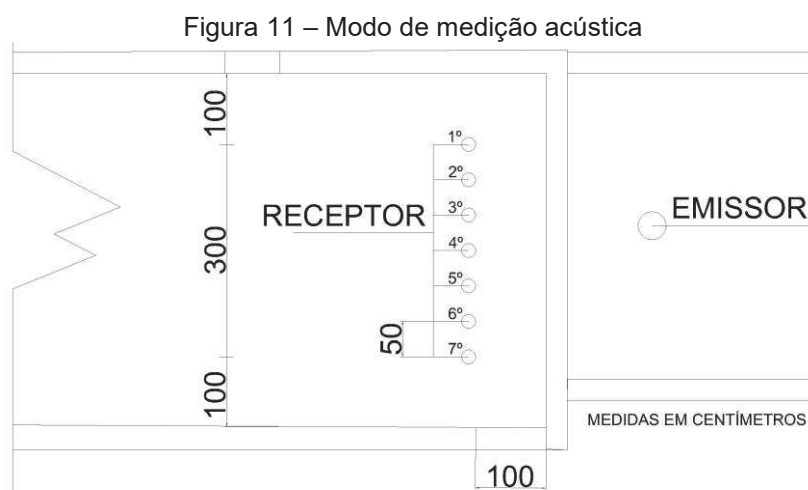 Figura 11 – Modo de medição acústica
100
1º
2º
RECEPTOR
3º
EMISSOR
4º
300
5º
6º
50
7º
100
MEDIDAS EM CENTÍMETROS
100